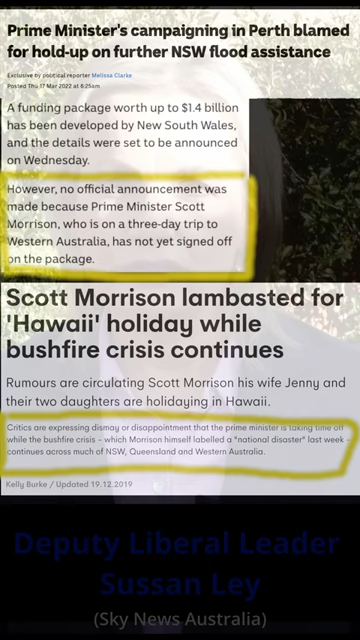 Prime Minister's campaigning in Perth blamed
for hold-up on further NSW flood assistance
Exclusive by political reporter Melissa Clarke
Posted Thu 17 Mar 2022 at 6:25am
A funding package worth up to $1.4 billion
has been developed by New South Wales,
and the details were set to be announced
on Wednesday.
However, no official announcement was
made because Prime Minister Scott
Morrison, who is on a three-day trip to
Western Australia, has not yet signed off
on the package.
Scott Morrison lambasted for
'Hawaii' holiday while
bushfire crisis continues
Rumours are circulating Scott Morrison his wife Jenny and
their two daughters are holidaying in Hawaii.
Critics are expressing dismay or disappointment that the prime minister is taking time off
while the bushfire crisis – which Morrison himself labelled a "national disaster" last week –
continues across much of NSW, Queensland and Western Australia.
Kelly Burke / Updated 19.12.2019
Deputy Liberal Leader
Sussan Ley
(Sky News Australia)